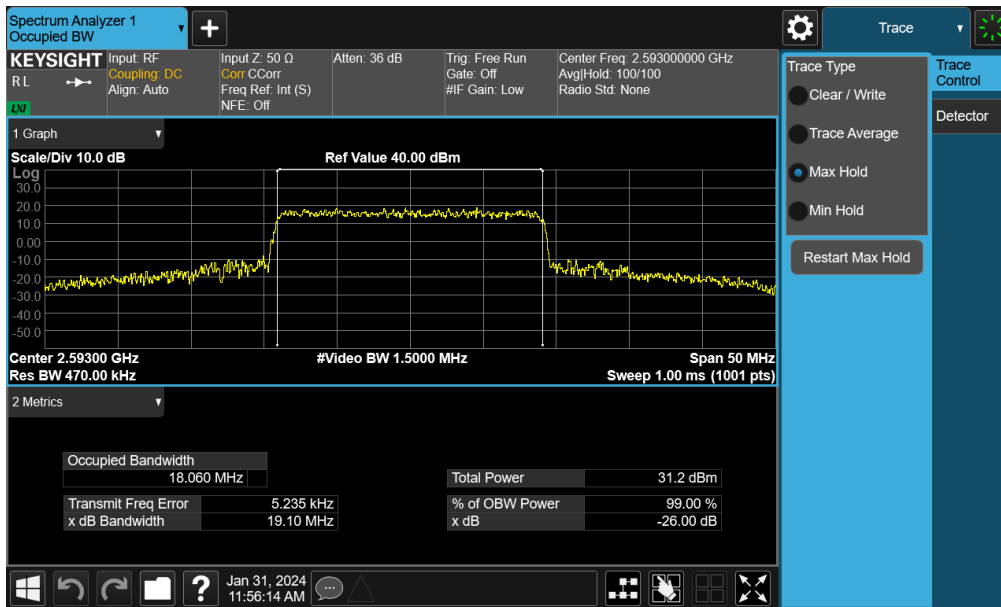 Spectrum Analyzer 1
Occupied BW
Trace
KEYSIGHT
R L
LXI
Input: RF
Coupling: DC
Align: Auto
Input Z: 50 Ω
Corr CCorr
Freq Ref: Int (S)
NFE: Off
Atten: 36 dB
Trig: Free Run
Gate: Off
#IF Gain: Low
Center Freq: 2.593000000 GHz
Avg|Hold: 100/100
Radio Std: None
Trace Type
Clear / Write
Trace Average
Max Hold
Min Hold
Restart Max Hold
Trace
Control
Detector
1 Graph
Scale/Div 10.0 dB
Ref Value 40.00 dBm
Log
30.0
20.0
10.0
0.00
-10.0
-20.0
-30.0
-40.0
-50.0
Center 2.59300 GHz
#Video BW 1.5000 MHz
Span 50 MHz
Res BW 470.00 kHz
Sweep 1.00 ms (1001 pts)
2 Metrics
Occupied Bandwidth
18.060 MHz
Total Power 31.2 dBm
Transmit Freq Error 5.235 kHz
% of OBW Power 99.00 %
x dB Bandwidth 19.10 MHz
x dB -26.00 dB
?
Jan 31, 2024
11:56:14 AM